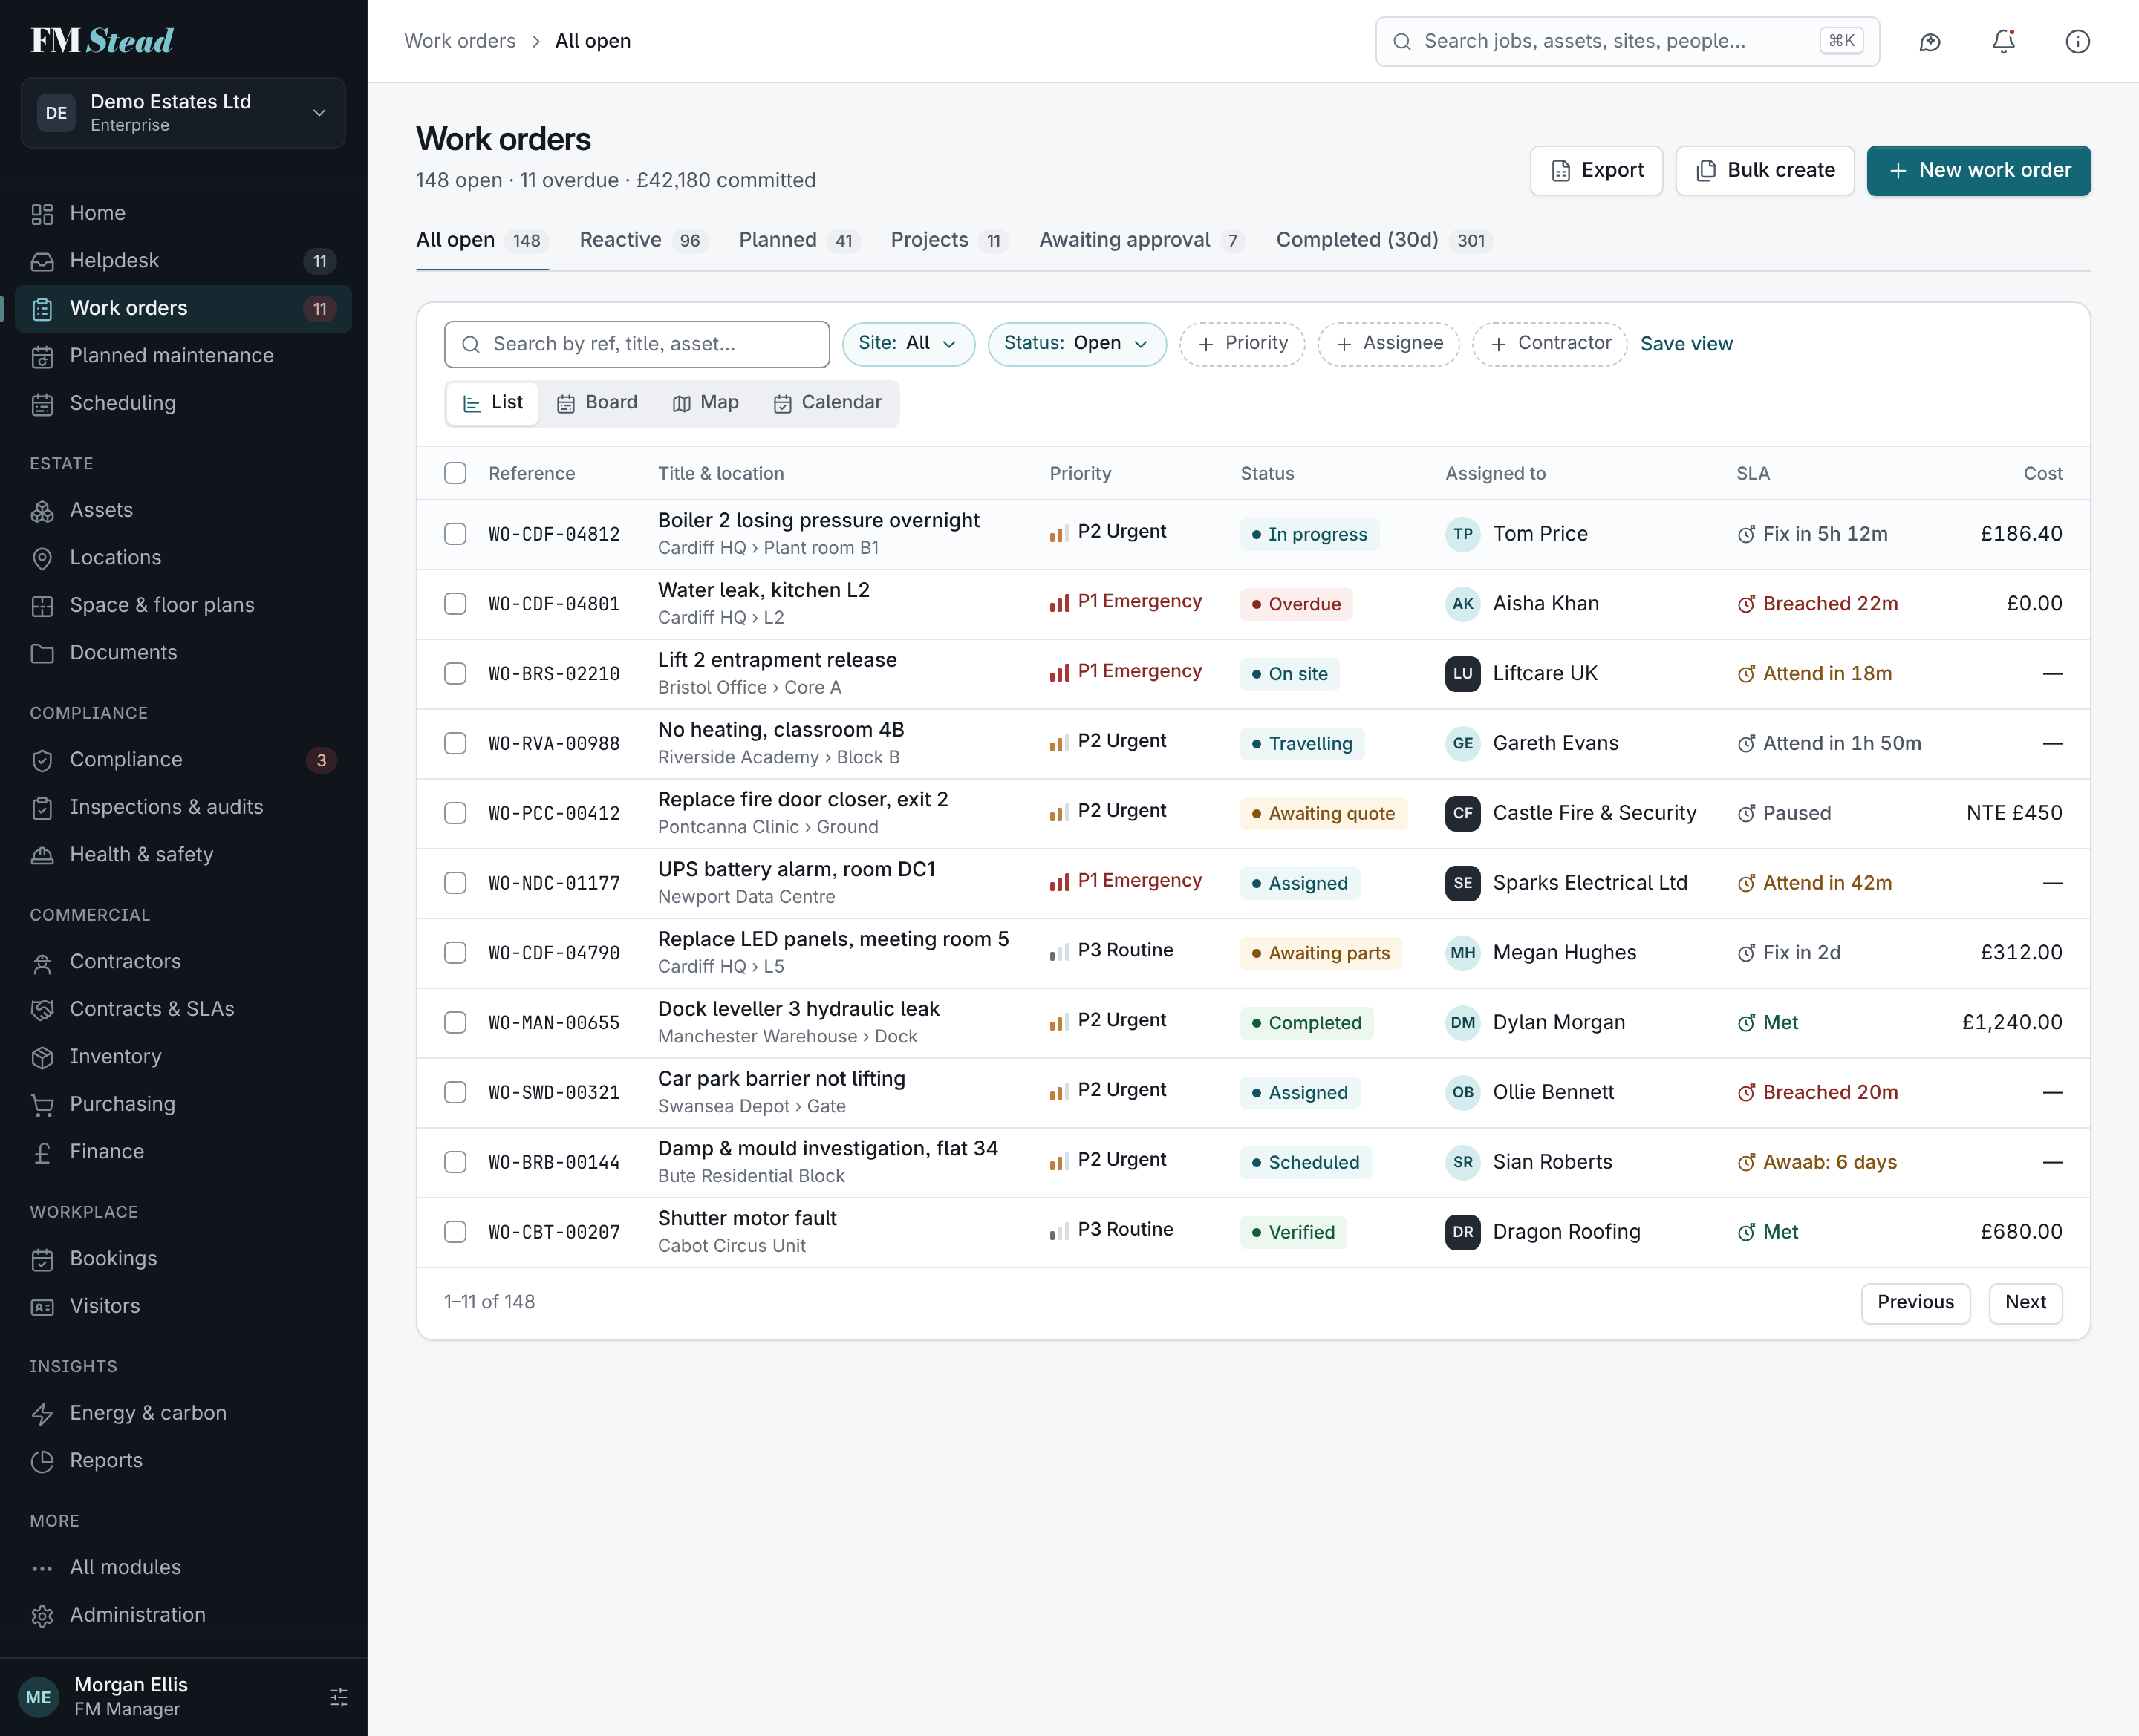 FM Stead
DE
Demo Estates Ltd
Enterprise
Home
Helpdesk 11
Work orders 11
Planned maintenance
Scheduling
ESTATE
Assets
Locations
Space & floor plans
Documents
COMPLIANCE
Compliance 3
Inspections & audits
Health & safety
COMMERCIAL
Contractors
Contracts & SLAs
Inventory
Purchasing
Finance
WORKPLACE
Bookings
Visitors
INSIGHTS
Energy & carbon
Reports
MORE
All modules
Administration
ME
Morgan Ellis
FM Manager
Work orders › All open
Search jobs, assets, sites, people... ⌘K
Work orders
148 open · 11 overdue · £42,180 committed
Export Bulk create + New work order
All open 148 Reactive 96 Planned 41 Projects 11 Awaiting approval 7 Completed (30d) 301
Search by ref, title, asset... Site: All Status: Open + Priority + Assignee + Contractor Save view
List Board Map Calendar
Reference Title & location Priority Status Assigned to SLA Cost
WO-CDF-04812 Boiler 2 losing pressure overnight P2 Urgent In progress TP Tom Price Fix in 5h 12m £186.40
Cardiff HQ › Plant room B1
WO-CDF-04801 Water leak, kitchen L2 P1 Emergency Overdue AK Aisha Khan Breached 22m £0.00
Cardiff HQ › L2
WO-BRS-02210 Lift 2 entrapment release P1 Emergency On site LU Liftcare UK Attend in 18m —
Bristol Office › Core A
WO-RVA-00988 No heating, classroom 4B P2 Urgent Travelling GE Gareth Evans Attend in 1h 50m —
Riverside Academy › Block B
WO-PCC-00412 Replace fire door closer, exit 2 P2 Urgent Awaiting quote CF Castle Fire & Security Paused NTE £450
Pontcanna Clinic › Ground
WO-NDC-01177 UPS battery alarm, room DC1 P1 Emergency Assigned SE Sparks Electrical Ltd Attend in 42m —
Newport Data Centre
WO-CDF-04790 Replace LED panels, meeting room 5 P3 Routine Awaiting parts MH Megan Hughes Fix in 2d £312.00
Cardiff HQ › L5
WO-MAN-00655 Dock leveller 3 hydraulic leak P2 Urgent Completed DM Dylan Morgan Met £1,240.00
Manchester Warehouse › Dock
WO-SWD-00321 Car park barrier not lifting P2 Urgent Assigned OB Ollie Bennett Breached 20m —
Swansea Depot › Gate
WO-BRB-00144 Damp & mould investigation, flat 34 P2 Urgent Scheduled SR Sian Roberts Awaab: 6 days —
Bute Residential Block
WO-CBT-00207 Shutter motor fault P3 Routine Verified DR Dragon Roofing Met £680.00
Cabot Circus Unit
1–11 of 148 Previous Next